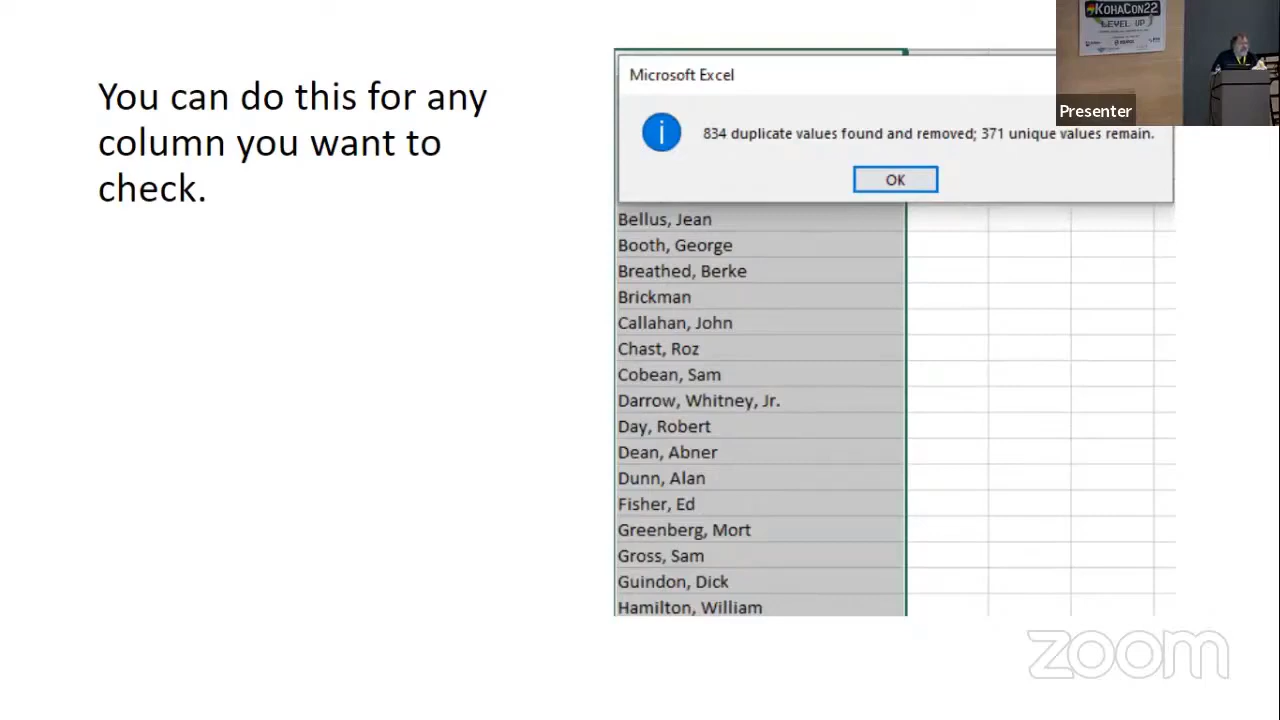 You can do this for any
column you want to
check.
Microsoft Excel
834 duplicate values found and removed; 371 unique values remain.
OK
Bellus, Jean
Booth, George
Breathed, Berke
Brickman
Callahan, John
Chast, Roz
Cobean, Sam
Darrow, Whitney, Jr.
Day, Robert
Dean, Abner
Dunn, Alan
Fisher, Ed
Greenberg, Mort
Gross, Sam
Guindon, Dick
Hamilton, William
KOHACON22
LEVEL UP
Presenter
zoom